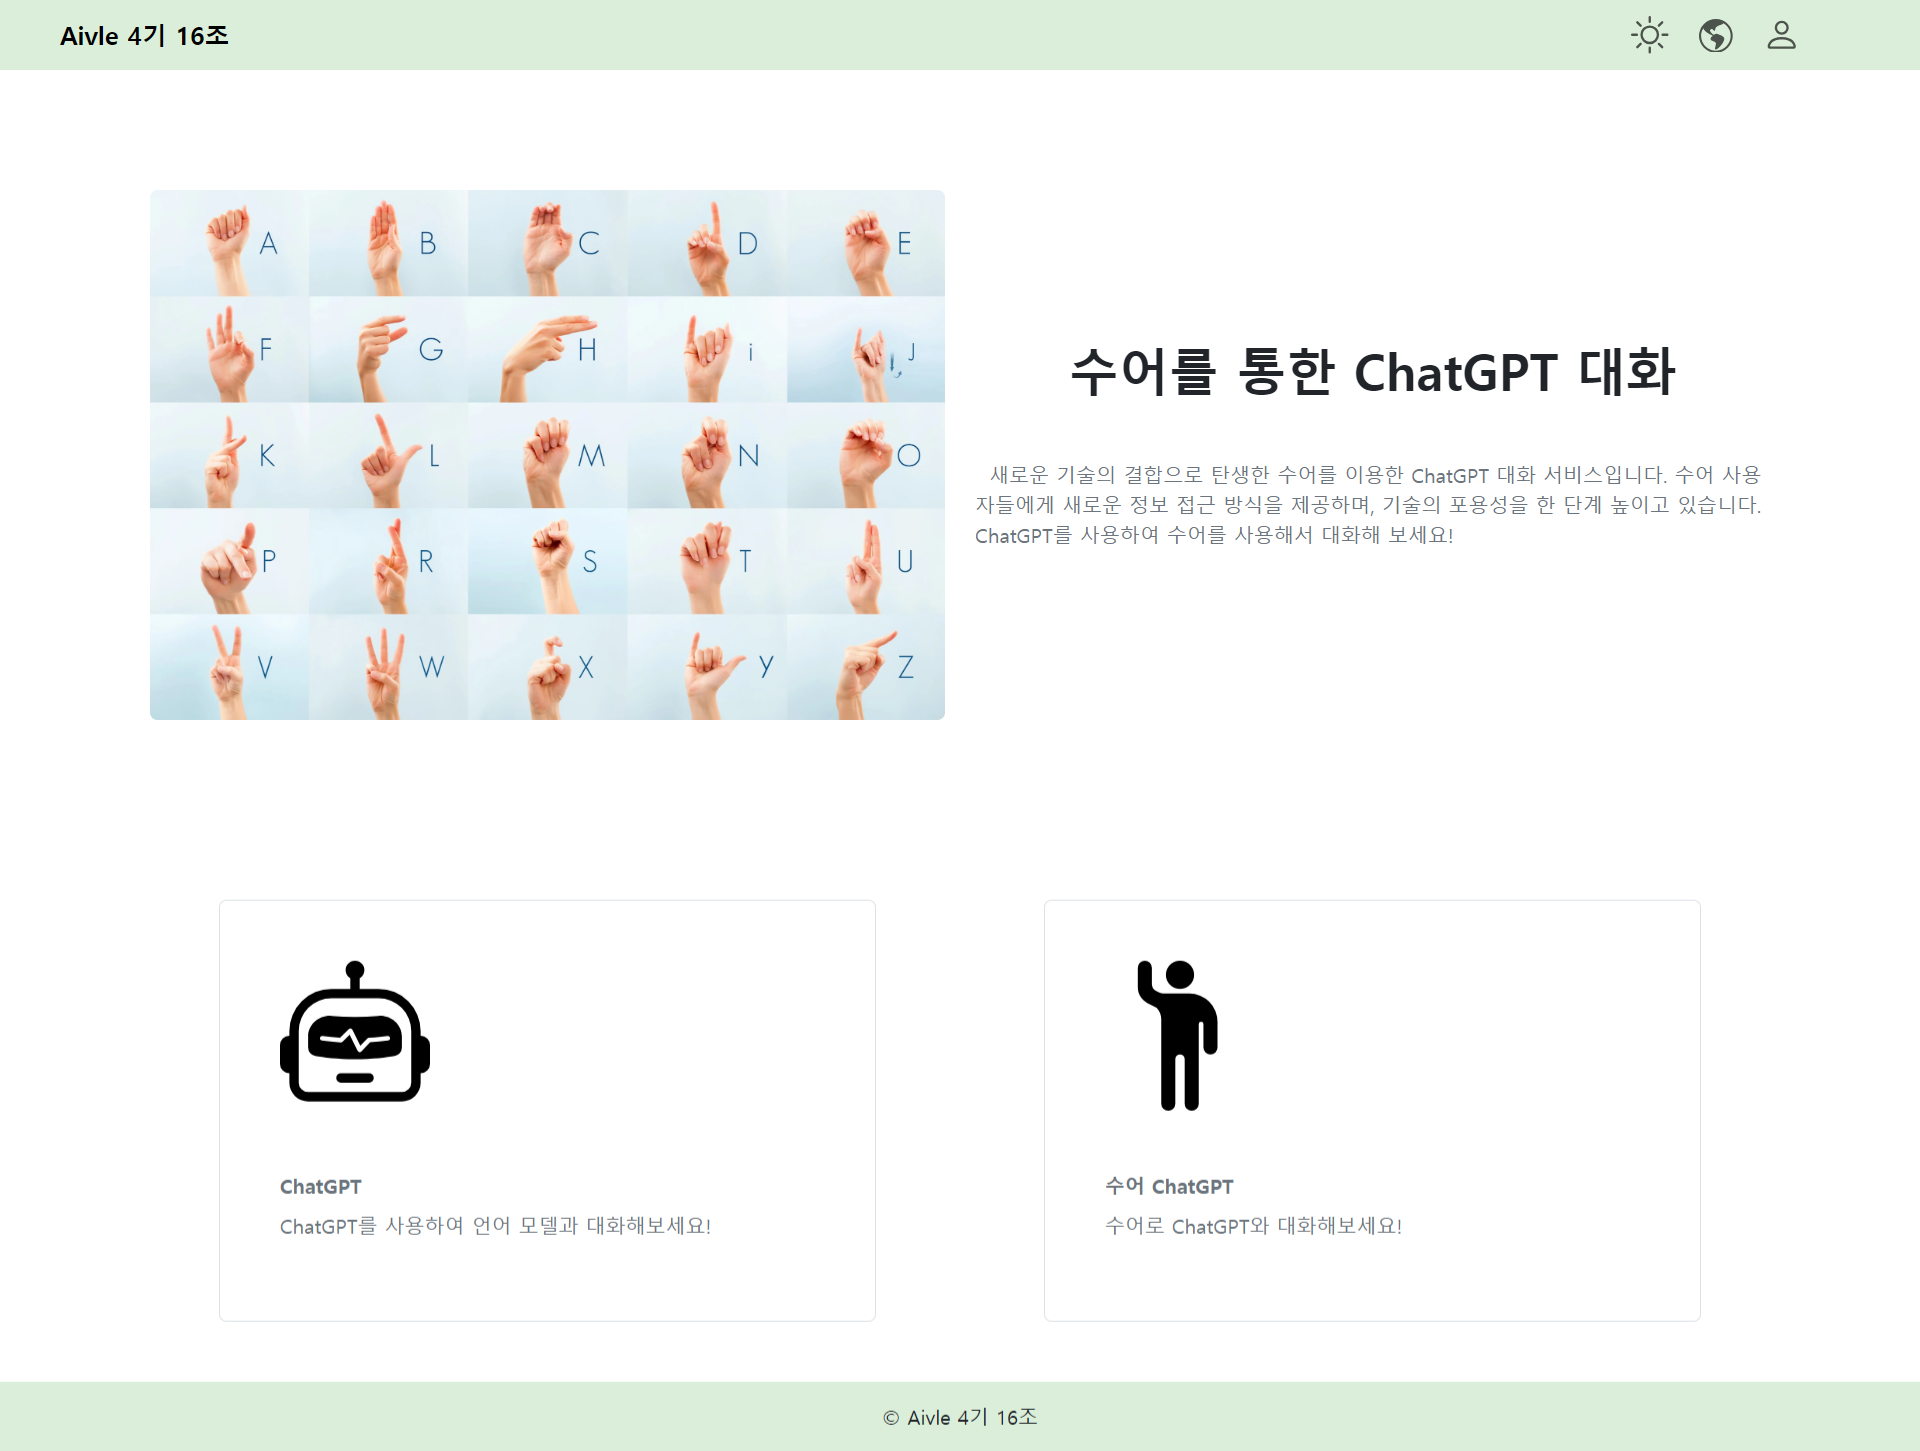 Aivle 4기 16조
A B C D E
F G H i J
K L M N O
P R S T U
V W X y Z
수어를 통한 ChatGPT 대화
새로운 기술의 결합으로 탄생한 수어를 이용한 ChatGPT 대화 서비스입니다. 수어 사용
자들에게 새로운 정보 접근 방식을 제공하며, 기술의 포용성을 한 단계 높이고 있습니다.
ChatGPT를 사용하여 수어를 사용해서 대화해 보세요!
ChatGPT
ChatGPT를 사용하여 언어 모델과 대화해보세요!
수어 ChatGPT
수어로 ChatGPT와 대화해보세요!
© Aivle 4기 16조